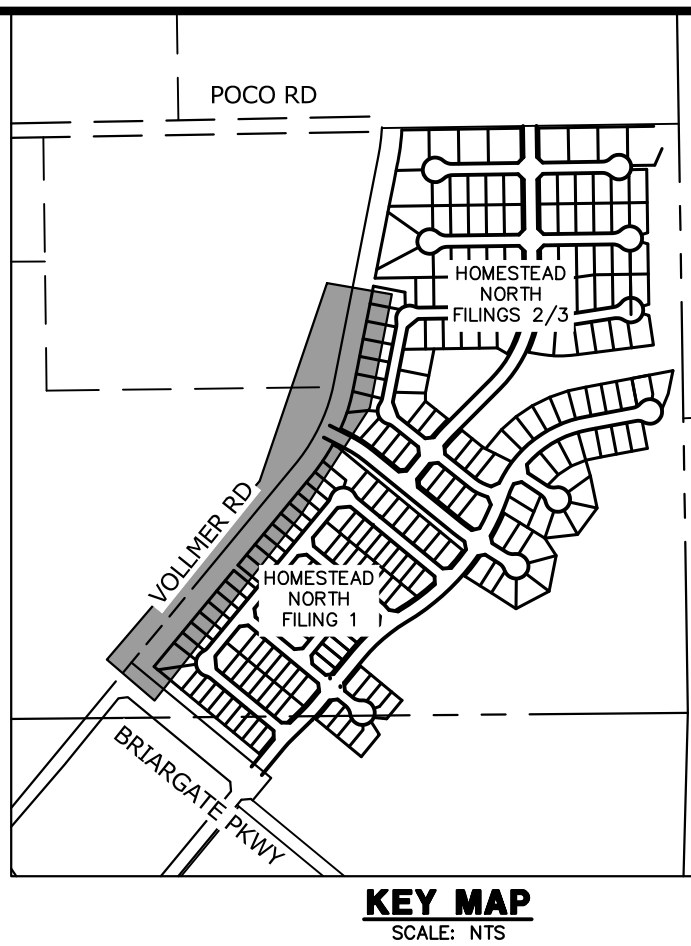 POCO RD
HOMESTEAD
NORTH
FILINGS 2/3
VOLLMER RD
HOMESTEAD
NORTH
FILING 1
BRIARGATE PKWY
KEY MAP
SCALE: NTS